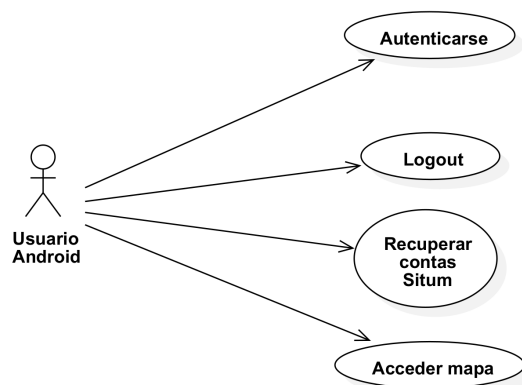 Autenticarse
Logout
Usuario
Android
Recuperar
contas
Situm
Acceder mapa